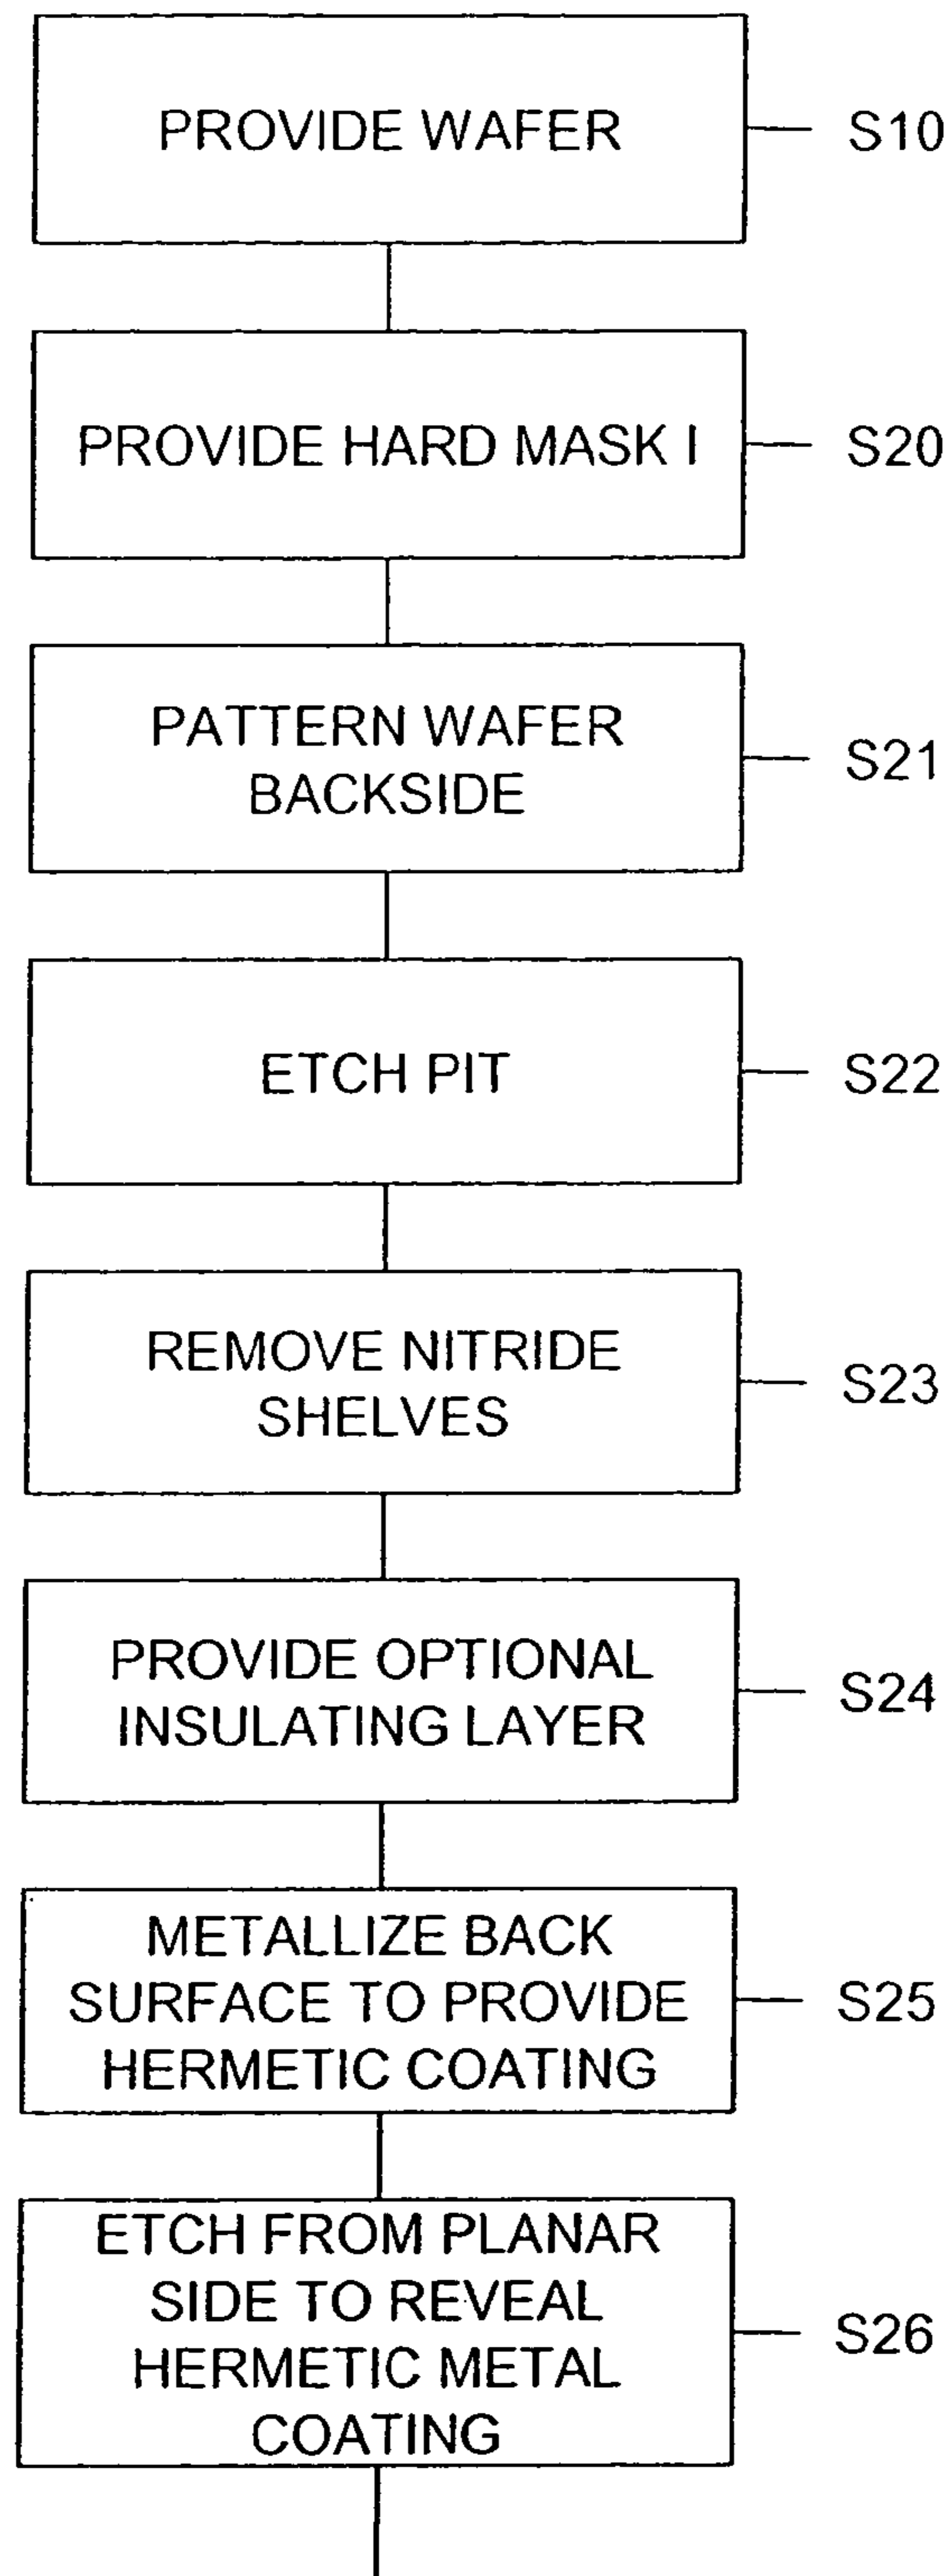 PROVIDE WAFER
S10
PROVIDE HARD MASK I
S20
PATTERN WAFER
BACKSIDE
S21
ETCH PIT
S22
REMOVE NITRIDE
SHELVES
S23
PROVIDE OPTIONAL
INSULATING LAYER
S24
METALLIZE BACK
SURFACE TO PROVIDE
HERMETIC COATING
S25
ETCH FROM PLANAR
SIDE TO REVEAL
HERMETIC METAL
COATING
S26